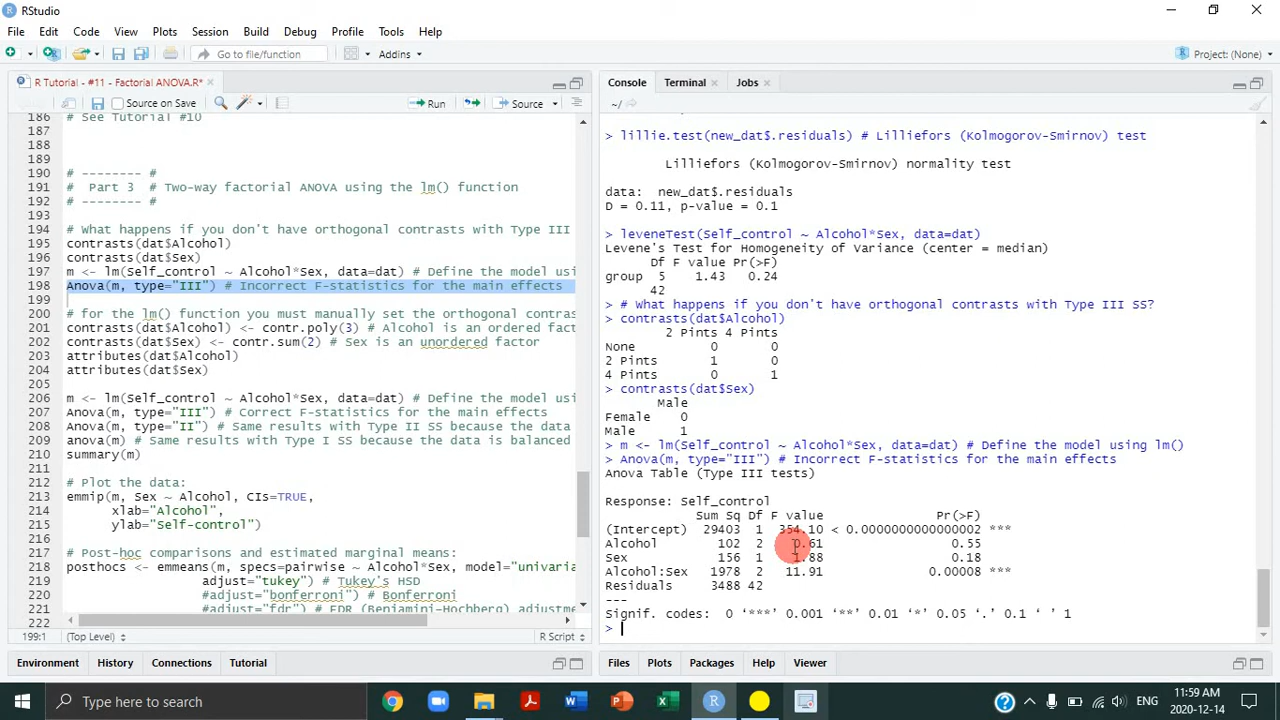 RStudio
File Edit Code View Plots Session Build Debug Profile Tools Help
Go to file/function Addins Project: (None)
R Tutorial - #11 - Factorial ANOVA.R*
Source on Save Run Source
186 # See Tutorial #10
187
188
189
190 # -------- #
191 # Part 3 # Two-way factorial ANOVA using the lm() function
192 # -------- #
193
194 # What happens if you don't have orthogonal contrasts with Type III
195 contrasts(dat$Alcohol)
196 contrasts(dat$Sex)
197 m <- lm(Self_control ~ Alcohol*Sex, data=dat) # Define the model usi
198 Anova(m, type="III") # Incorrect F-statistics for the main effects
199
200 # for the lm() function you must manually set the orthogonal contras
201 contrasts(dat$Alcohol) <- contr.poly(3) # Alcohol is an ordered fac
202 contrasts(dat$Sex) <- contr.sum(2) # Sex is an unordered factor
203 attributes(dat$Alcohol)
204 attributes(dat$Sex)
205
206 m <- lm(Self_control ~ Alcohol*Sex, data=dat) # Define the model usi
207 Anova(m, type="III") # Correct F-statistics for the main effects
208 Anova(m, type="II") # Same results with Type II SS because the data
209 anova(m) # Same results with Type I SS because the data is balanced
210 summary(m)
211
212 # Plot the data:
213 emmip(m, Sex ~ Alcohol, CIs=TRUE,
214 xlab="Alcohol",
215 ylab="Self-control")
216
217 # Post-hoc comparisons and estimated marginal means:
218 posthocs <- emmeans(m, specs=pairwise ~ Sex|Alcohol, model="univari
219 adjust="tukey") # Tukey's HSD
220 #adjust="bonferroni") # Bonferroni
221 #adjust="fdr") # FDR (Benjamini-Hochberg) adjustme
222
199:1 (Top Level) R Script
Environment History Connections Tutorial
Console Terminal Jobs
~/
> lillie.test(new_dat$.residuals) # Lilliefors (Kolmogorov-Smirnov) test
Lilliefors (Kolmogorov-Smirnov) normality test
data: new_dat$.residuals
D = 0.11, p-value = 0.1
> leveneTest(Self_control ~ Alcohol*Sex, data=dat)
Levene's Test for Homogeneity of Variance (center = median)
Df F value Pr(>F)
group 5 1.43 0.24
42
> # What happens if you don't have orthogonal contrasts with Type III SS?
> contrasts(dat$Alcohol)
2 Pints 4 Pints
None 0 0
2 Pints 1 0
4 Pints 0 1
> contrasts(dat$Sex)
Male
Female 0
Male 1
> m <- lm(Self_control ~ Alcohol*Sex, data=dat) # Define the model using lm()
> Anova(m, type="III") # Incorrect F-statistics for the main effects
Anova Table (Type III tests)
Response: Self_control
Sum Sq Df F value Pr(>F)
(Intercept) 29403 1 354.10 < 0.0000000000000002 ***
Alcohol 102 2 0.61 0.55
Sex 156 1 1.88 0.18
Alcohol:Sex 1978 2 11.91 0.00008 ***
Residuals 3488 42
---
Signif. codes: 0 ‘***’ 0.001 ‘**’ 0.01 ‘*’ 0.05 ‘.’ 0.1 ‘ ’ 1
>
Files Plots Packages Help Viewer
Type here to search
ENG
11:59 AM
2020-12-14